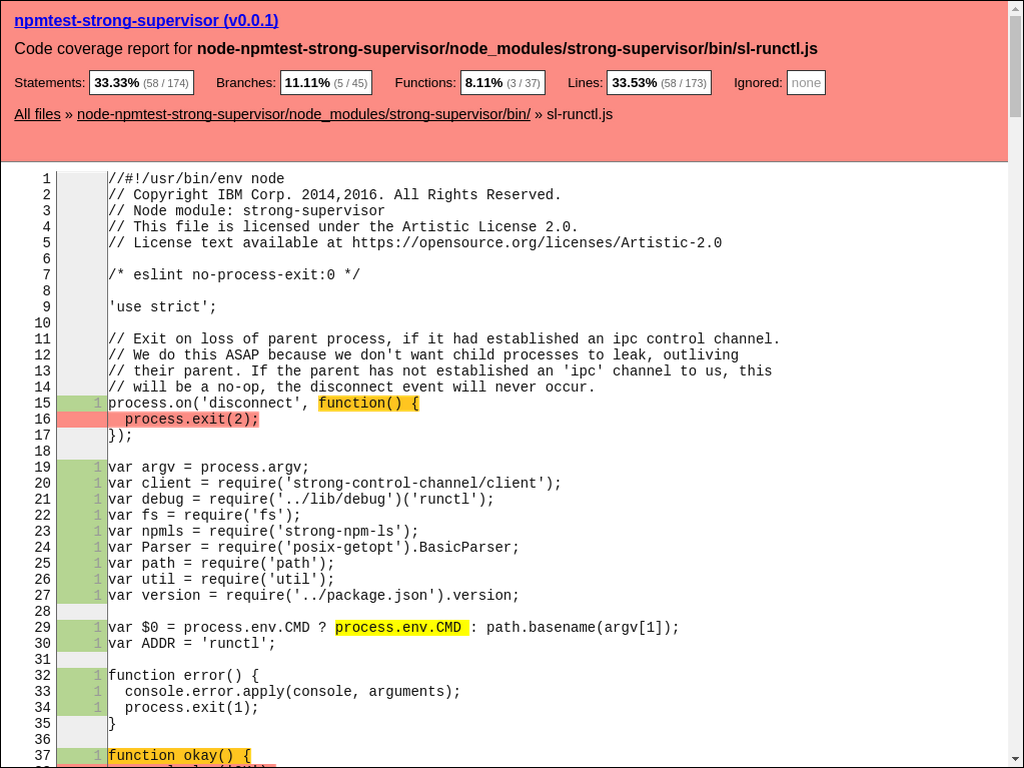 npmtest-strong-supervisor (v0.0.1)
Code coverage report for node-npmtest-strong-supervisor/node_modules/strong-supervisor/bin/sl-runctl.js
Statements: 33.33% (58 / 174) Branches: 11.11% (5 / 45) Functions: 8.11% (3 / 37) Lines: 33.53% (58 / 173) Ignored: none
All files » node-npmtest-strong-supervisor/node_modules/strong-supervisor/bin/ » sl-runctl.js
1 //#!/usr/bin/env node
2 // Copyright IBM Corp. 2014,2016. All Rights Reserved.
3 // Node module: strong-supervisor
4 // This file is licensed under the Artistic License 2.0.
5 // License text available at https://opensource.org/licenses/Artistic-2.0
6
7 /* eslint no-process-exit:0 */
8
9 'use strict';
10
11 // Exit on loss of parent process, if it had established an ipc control channel.
12 // We do this ASAP because we don't want child processes to leak, outliving
13 // their parent. If the parent has not established an 'ipc' channel to us, this
14 // will be a no-op, the disconnect event will never occur.
15 1 process.on('disconnect', function() {
16   process.exit(2);
17 });
18
19 1 var argv = process.argv;
20 1 var client = require('strong-control-channel/client');
21 1 var debug = require('../lib/debug')('runctl');
22 1 var fs = require('fs');
23 1 var npmls = require('strong-npm-ls');
24 1 var Parser = require('posix-getopt').BasicParser;
25 1 var path = require('path');
26 1 var util = require('util');
27 1 var version = require('../package.json').version;
28
29 1 var $0 = process.env.CMD ? process.env.CMD : path.basename(argv[1]);
30 1 var ADDR = 'runctl';
31
32 1 function error() {
33 1   console.error.apply(console, arguments);
34 1   process.exit(1);
35 }
36
37 1 function okay() {